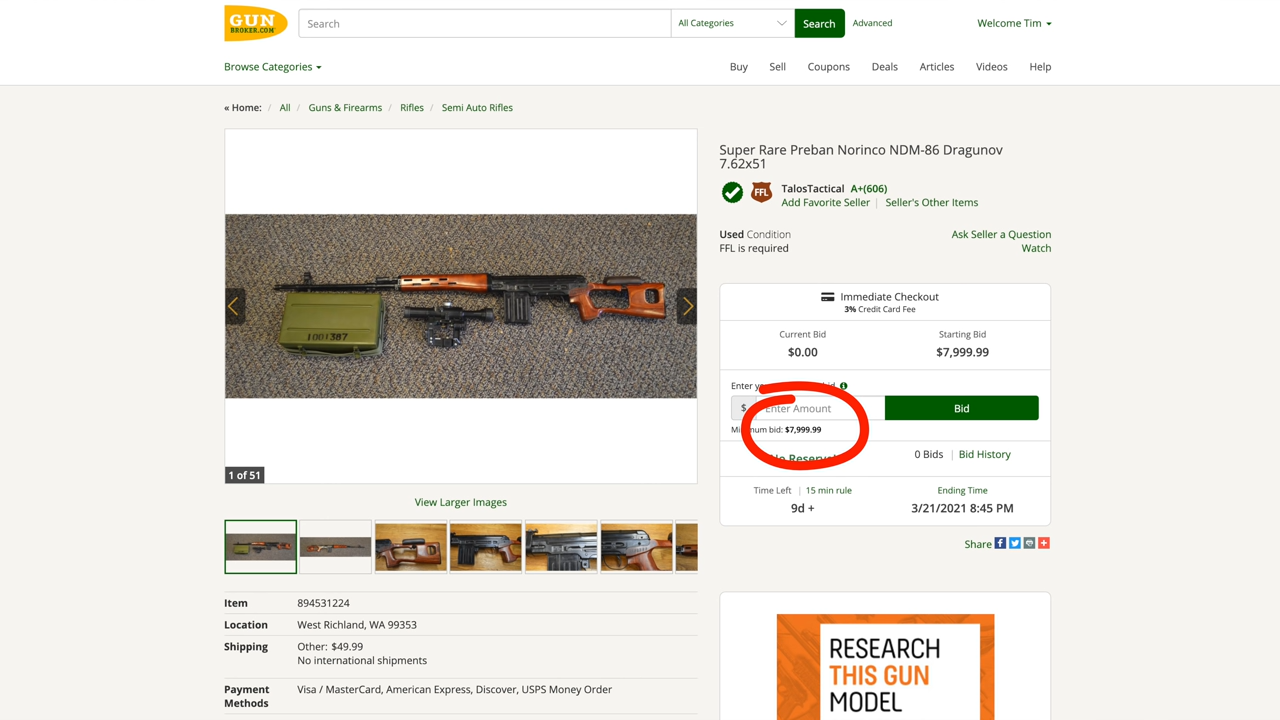 GUN
BROKER.COM
Search
All Categories
Search
Advanced
Welcome Tim
Browse Categories
Buy
Sell
Coupons
Deals
Articles
Videos
Help
« Home: / All / Guns & Firearms / Rifles / Semi Auto Rifles
Super Rare Preban Norinco NDM-86 Dragunov
7.62x51
FFL
TalosTactical A+(606)
Add Favorite Seller | Seller's Other Items
Used Condition
Ask Seller a Question
FFL is required
Watch
Immediate Checkout
3% Credit Card Fee
Current Bid
Starting Bid
$0.00
$7,999.99
Enter
bid
$ Enter Amount
Bid
bid: $7,999.99
No Reserve
0 Bids | Bid History
Time Left | 15 min rule
Ending Time
9d +
3/21/2021 8:45 PM
Share
1001387
1 of 51
View Larger Images
Item 894531224
Location West Richland, WA 99353
Shipping Other: $49.99
No international shipments
Payment Methods Visa / MasterCard, American Express, Discover, USPS Money Order
RESEARCH
THIS GUN
MODEL